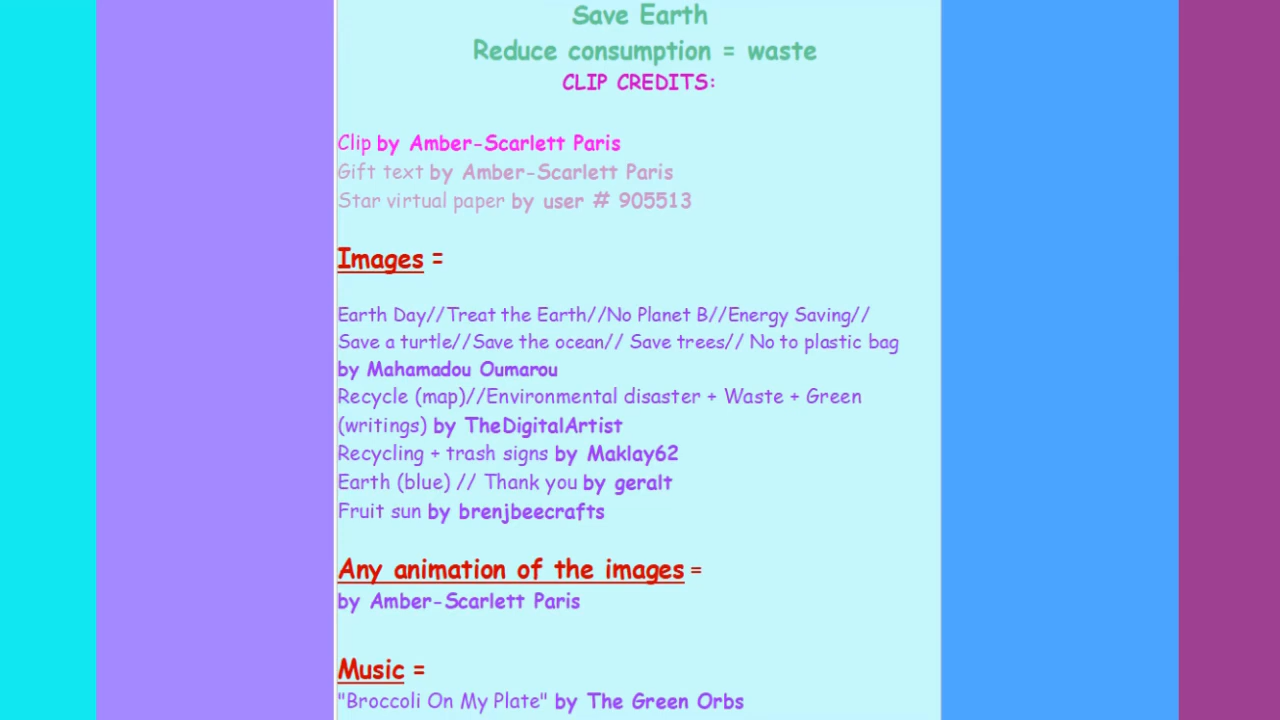 Save Earth
Reduce consumption = waste
CLIP CREDITS:
Clip by Amber-Scarlett Paris
Gift text by Amber-Scarlett Paris
Star virtual paper by user # 905513
Images =
Earth Day//Treat the Earth//No Planet B//Energy Saving//
Save a turtle//Save the ocean// Save trees// No to plastic bag
by Mahamadou Oumarou
Recycle (map)//Environmental disaster + Waste + Green
(writings) by TheDigitalArtist
Recycling + trash signs by Maklay62
Earth (blue) // Thank you by geralt
Fruit sun by brenjbeecrafts
Any animation of the images =
by Amber-Scarlett Paris
Music =
"Broccoli On My Plate" by The Green Orbs